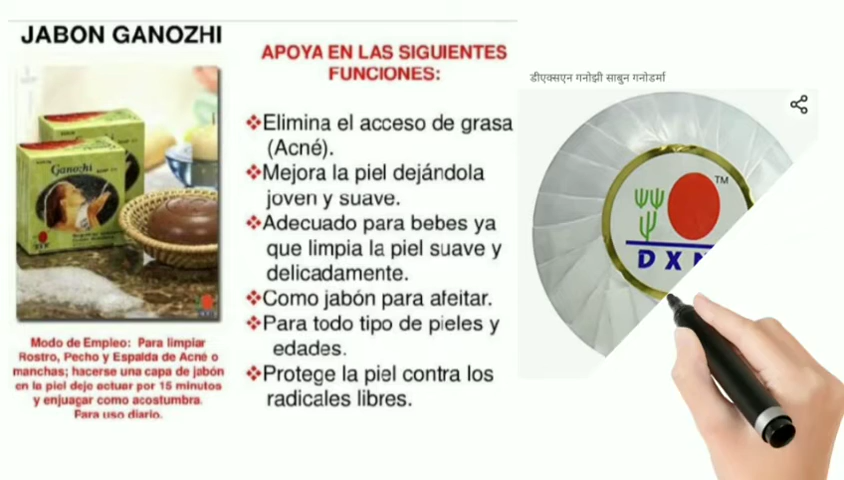 JABON GANOZHI
APOYA EN LAS SIGUIENTES
FUNCIONES:
❖Elimina el acceso de grasa
(Acné).
❖Mejora la piel dejándola
joven y suave.
❖Adecuado para bebes ya
que limpia la piel suave y
delicadamente.
❖Como jabón para afeitar.
❖Para todo tipo de pieles y
edades.
❖Protege la piel contra los
radicales libres.
Ganozhi
Modo de Empleo: Para limpiar
Rostro, Pecho y Espalda de Acné o
manchas; hacerse una capa de jabón
en la piel deje actuar por 15 minutos
y enjuagar como acostumbra.
Para uso diario.
डीएक्सएन गनोझी साबुन गनोडर्मा
TM
DXN